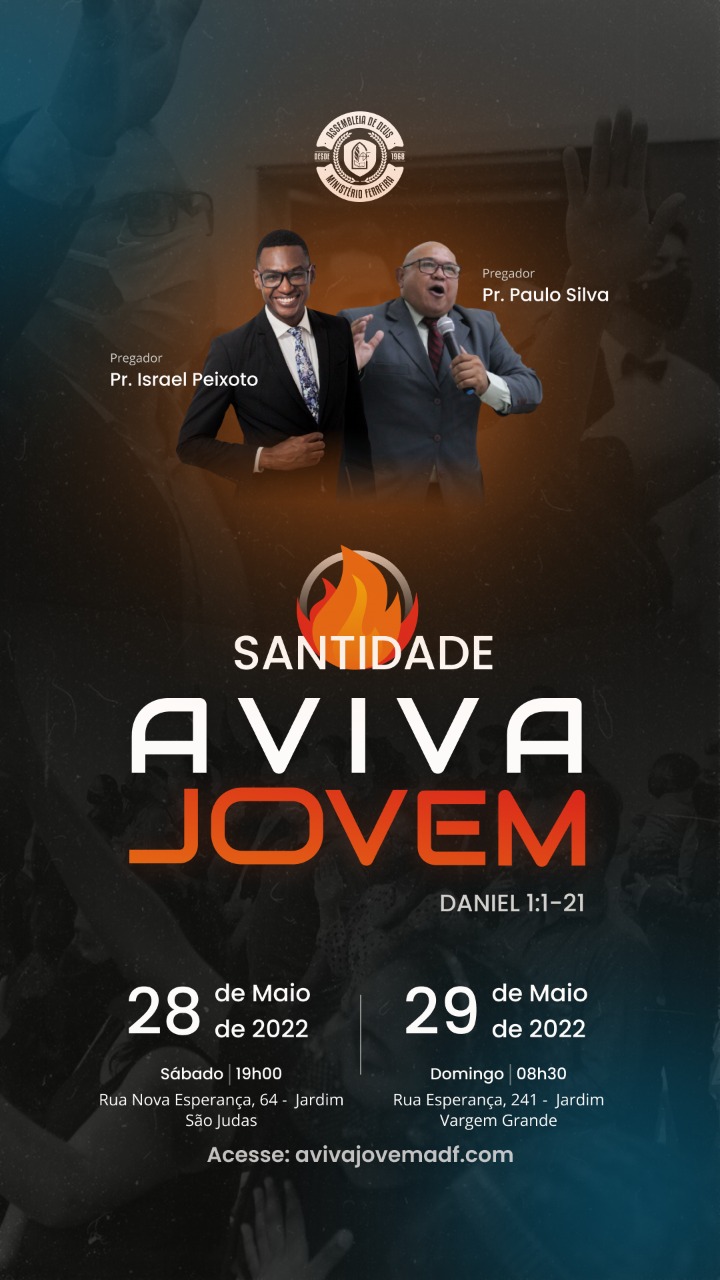 ASSEMBLEIA DE DEUS
DESDE 1968
MINISTÉRIO FERREIRA
Pregador
Pr. Paulo Silva
Pregador
Pr. Israel Peixoto
SANTIDADE
AVIVA
JOVEM
DANIEL 1:1-21
28 de Maio
de 2022
Sábado | 19h00
Rua Nova Esperança, 64 - Jardim
São Judas
29 de Maio
de 2022
Domingo | 08h30
Rua Esperança, 241 - Jardim
Vargem Grande
Acesse: avivajovemadf.com